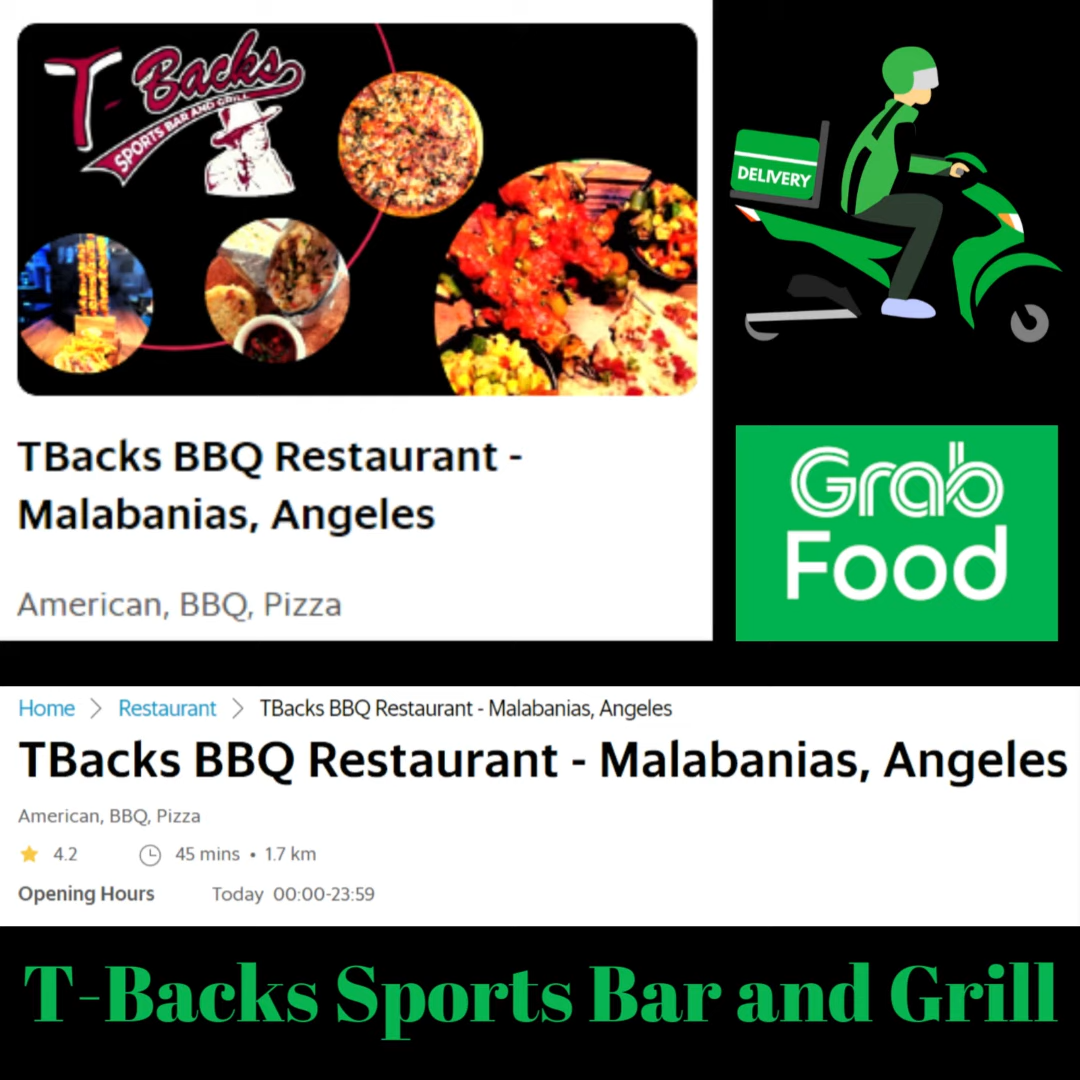 T-Backs
SPORTS BAR AND GRILL
DELIVERY
TBacks BBQ Restaurant -
Malabanias, Angeles
American, BBQ, Pizza
Grab
Food
Home > Restaurant > TBacks BBQ Restaurant - Malabanias, Angeles
TBacks BBQ Restaurant - Malabanias, Angeles
American, BBQ, Pizza
4.2 45 mins • 1.7 km
Opening Hours Today 00:00-23:59
T-Backs Sports Bar and Grill